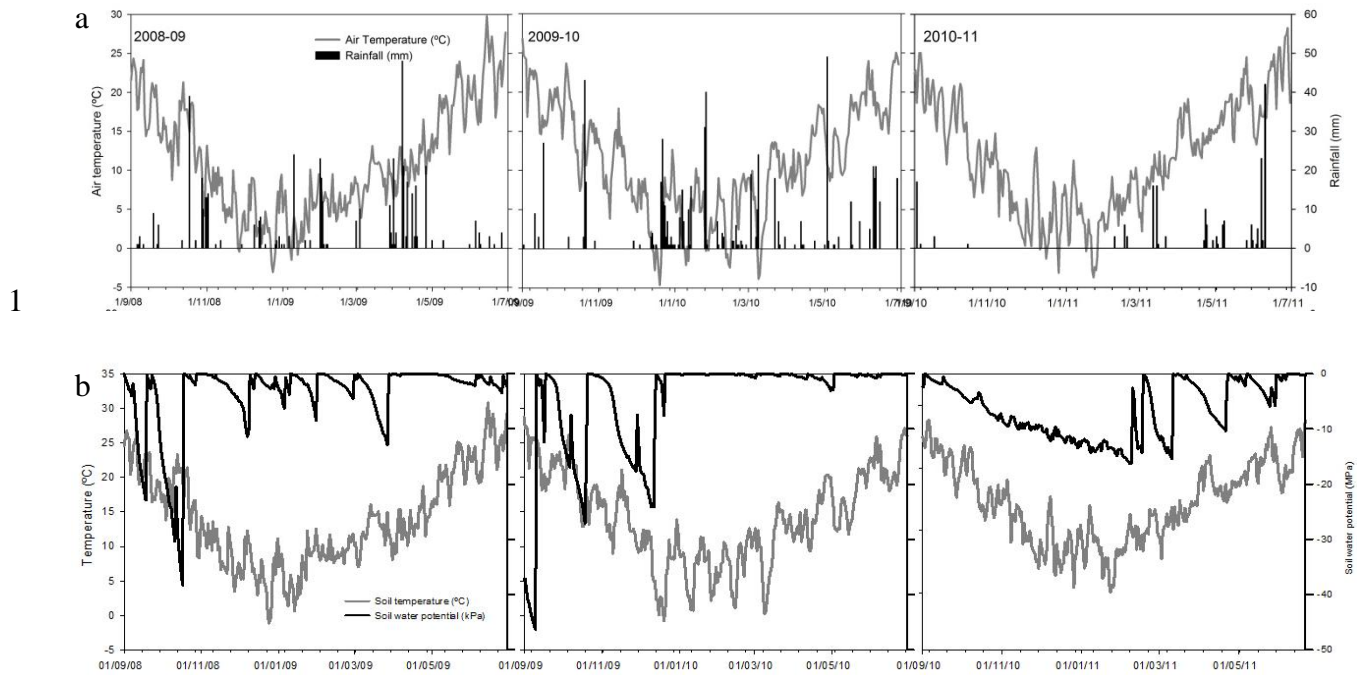 a
30
25
20
15
10
5
0
-5
Air temperature (ºC)
2008-09
Air Temperature (ºC)
Rainfall (mm)
2009-10
2010-11
60
50
40
30
20
10
0
-10
Rainfall (mm)
1/9/08 1/11/08 1/1/09 1/3/09 1/5/09 1/7/09
1/11/09 1/1/10 1/3/10 1/5/10
1/11/10 1/1/11 1/3/11 1/5/11 1/7/11
1
b
35
30
25
20
15
10
5
0
-5
Temperature (ºC)
Soil temperature (ºC)
Soil water potential (kPa)
0
-10
-20
-30
-40
-50
Soil water potential (MPa)
01/09/08 01/11/08 01/01/09 01/03/09 01/05/09
01/09/09 01/11/09 01/01/10 01/03/10 01/05/10
01/09/10 01/11/10 01/01/11 01/03/11 01/05/11